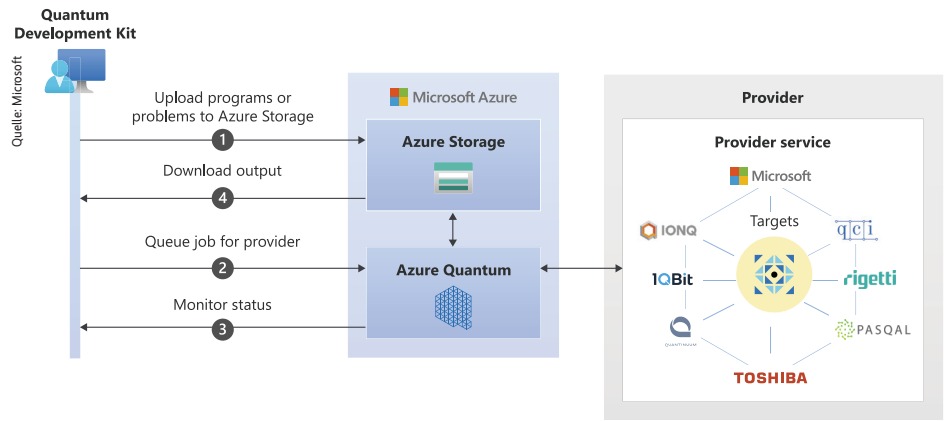 Quantum
Development Kit
Quelle: Microsoft
Upload programs or
problems to Azure Storage
1
Download output
4
Queue job for provider
2
Monitor status
3
Microsoft Azure
Azure Storage
Azure Quantum
Provider
Provider service
Microsoft
Targets
IONQ
qci
1QBit
rigetti
QUANTINUUM
PASQAL
TOSHIBA